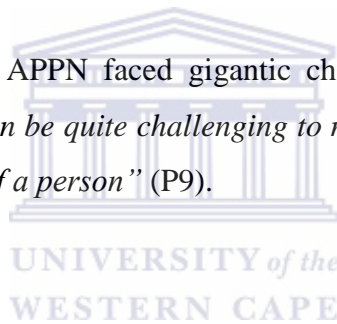 APPN faced gigantic ch
n be quite challenging to r
f a person” (P9).
UNIVERSITY of the
WESTERN CAPE